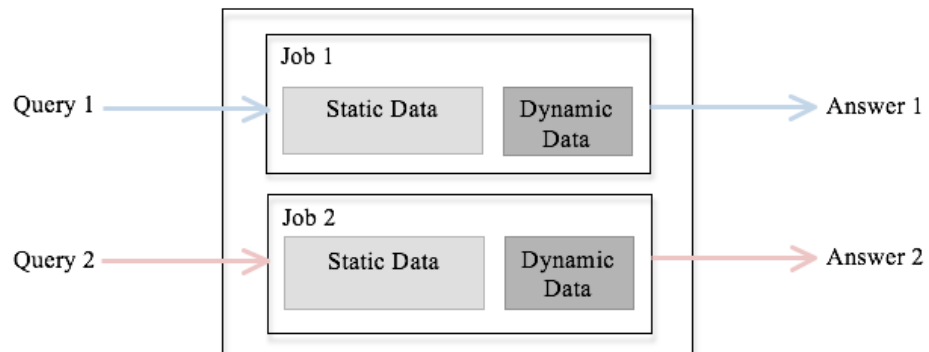 Job 1
Query 1
Static Data
Dynamic
Data
Answer 1
Job 2
Query 2
Static Data
Dynamic
Data
Answer 2